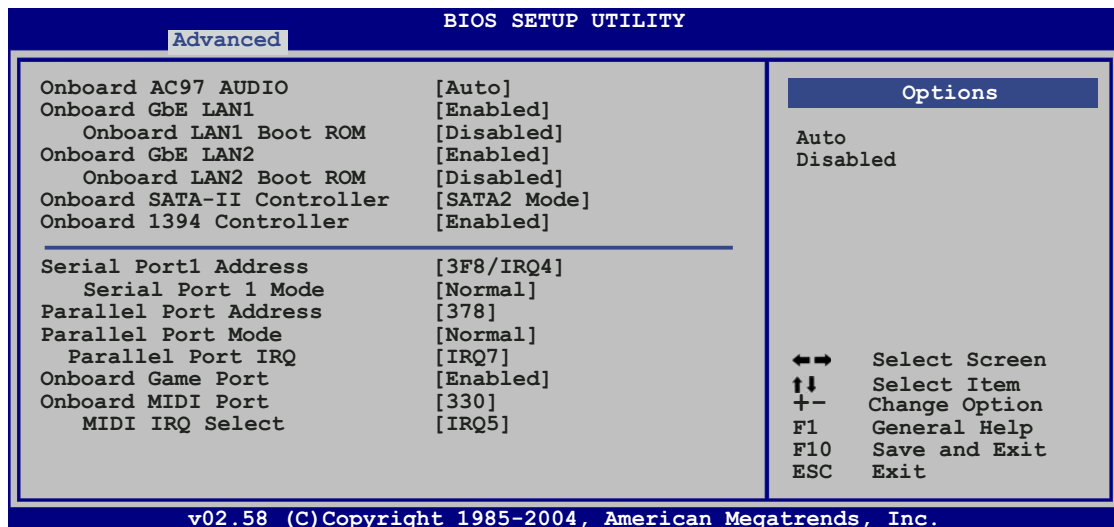 BIOS SETUP UTILITY
Advanced
Onboard AC97 AUDIO [Auto]
Onboard GbE LAN1 [Enabled]
Onboard LAN1 Boot ROM [Disabled]
Onboard GbE LAN2 [Enabled]
Onboard LAN2 Boot ROM [Disabled]
Onboard SATA-II Controller [SATA2 Mode]
Onboard 1394 Controller [Enabled]
Serial Port1 Address [3F8/IRQ4]
Serial Port 1 Mode [Normal]
Parallel Port Address [378]
Parallel Port Mode [Normal]
Parallel Port IRQ [IRQ7]
Onboard Game Port [Enabled]
Onboard MIDI Port [330]
MIDI IRQ Select [IRQ5]
Options
Auto
Disabled
←→ Select Screen
↑↓ Select Item
+- Change Option
F1 General Help
F10 Save and Exit
ESC Exit
v02.58 (C)Copyright 1985-2004, American Megatrends, Inc.